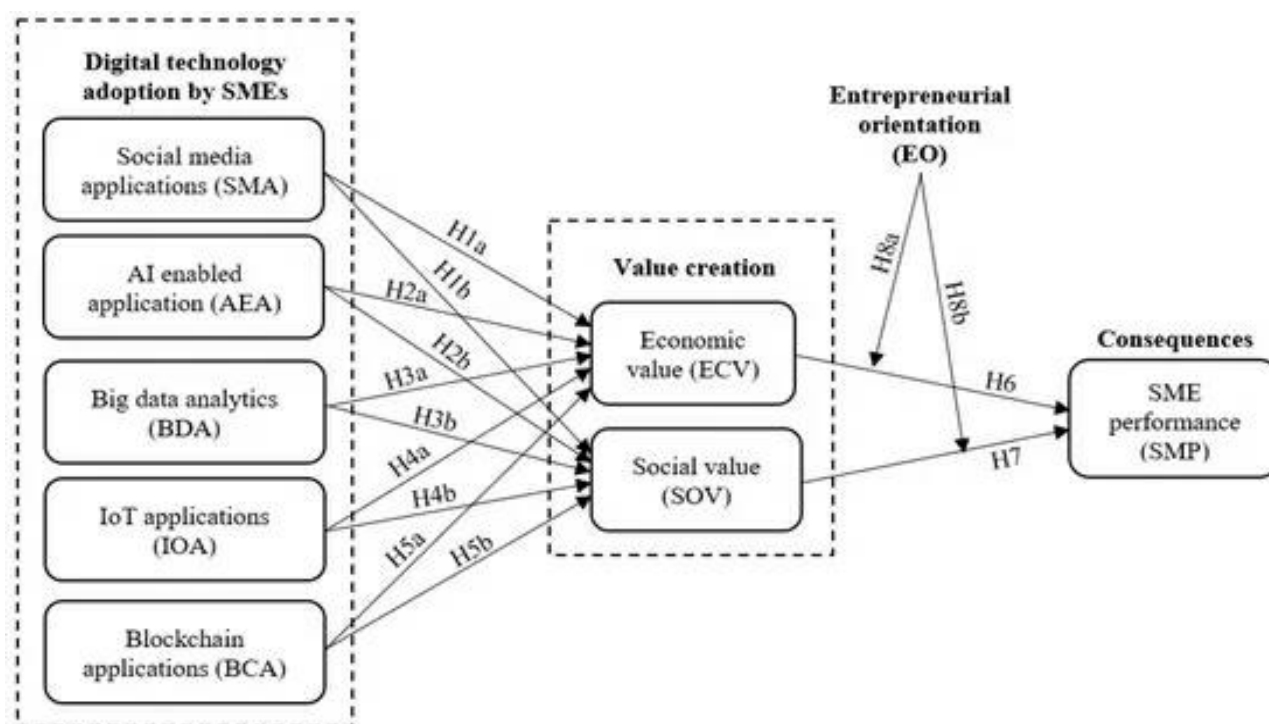 Digital technology
adoption by SMEs
Social media
applications (SMA)
AI enabled
application (AEA)
Big data analytics
(BDA)
IoT applications
(IOA)
Blockchain
applications (BCA)
H1a
H1b
H2a
H2b
H3a
H3b
H4a
H4b
H5a
H5b
Value creation
Economic
value (ECV)
Social value
(SOV)
Entrepreneurial
orientation
(EO)
H8a
H8b
H6
H7
Consequences
SME
performance
(SMP)